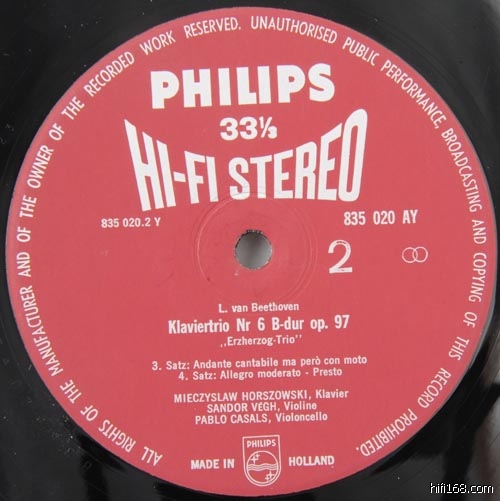 ALL RIGHTS OF THE MANUFACTURER AND OF THE OWNER OF THE RECORDED WORK RESERVED. UNAUTHORISED PUBLIC PERFORMANCE, BROADCASTING AND COPYING OF THIS RECORD PROHIBITED.
PHILIPS
33⅓
HI-FI STEREO
835 020.2 Y
835 020 AY
2
L. van Beethoven
Klaviertrio Nr 6 B-dur op. 97
„Erzherzog-Trio"
3. Satz: Andante cantabile ma però con moto
4. Satz: Allegro moderato - Presto
MIECZYSLAW HORSZOWSKI, Klavier
SANDOR VÉGH, Violine
PABLO CASALS, Violoncello
PHILIPS
MADE IN HOLLAND
hifi168.com